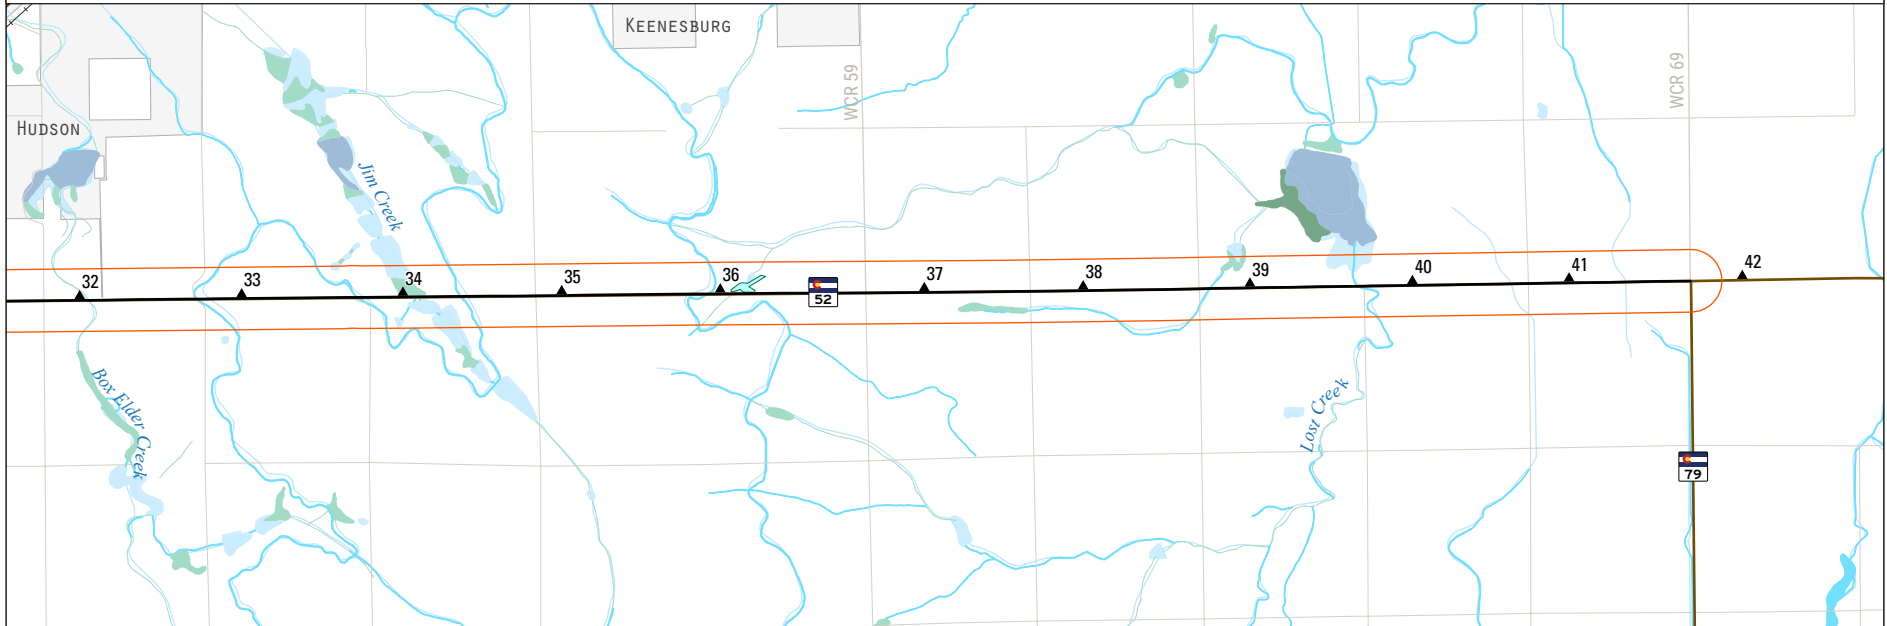 KEENESBURG
WCR 59
WCR 69
HUDSON
Jim Creek
32
33
34
35
36
52
37
38
39
40
41
42
Box Elder Creek
Lost Creek
79